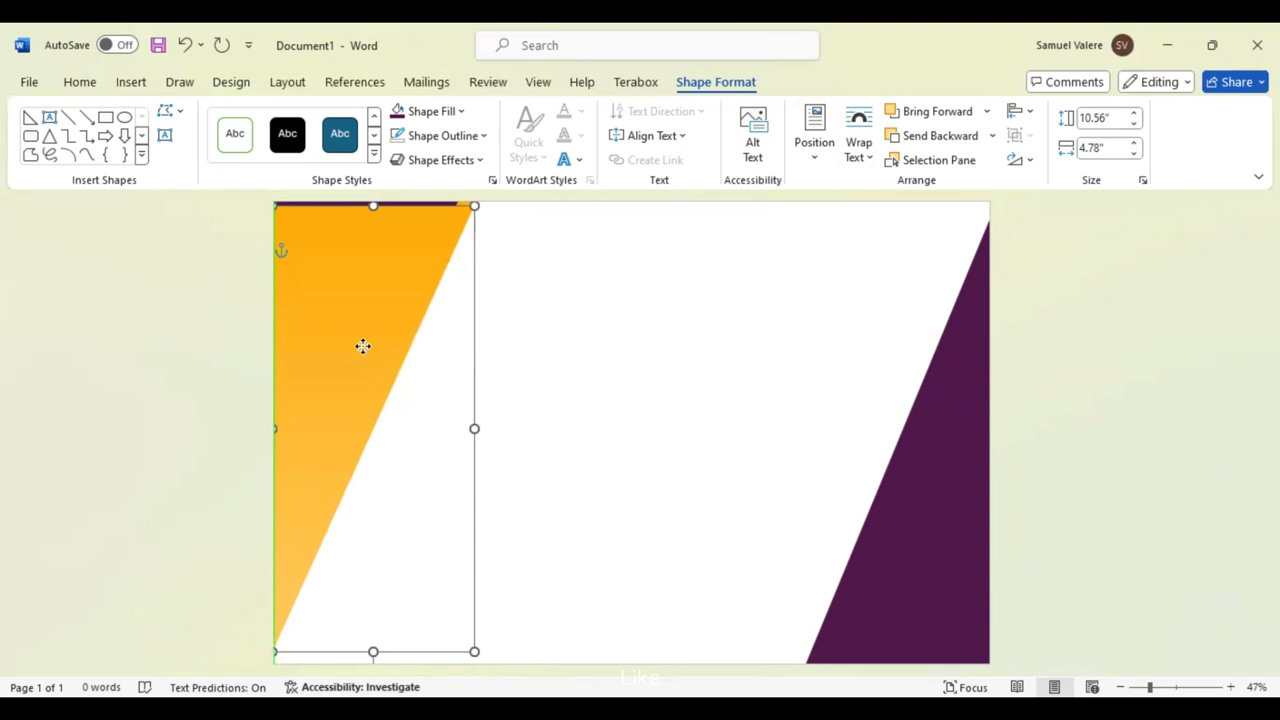 AutoSave Off Document1 - Word Search Samuel Valere SV
File Home Insert Draw Design Layout References Mailings Review View Help Terabox Shape Format Comments Editing Share
Abc Abc Abc
Shape Fill
Shape Outline
Shape Effects
Quick
Styles
Text Direction
Align Text
Create Link
Alt
Text
Position
Wrap
Text
Bring Forward
Send Backward
Selection Pane
10.56"
4.78"
Insert Shapes Shape Styles WordArt Styles Text Accessibility Arrange Size
Like
Page 1 of 1 0 words Text Predictions: On Accessibility: Investigate Focus 47%